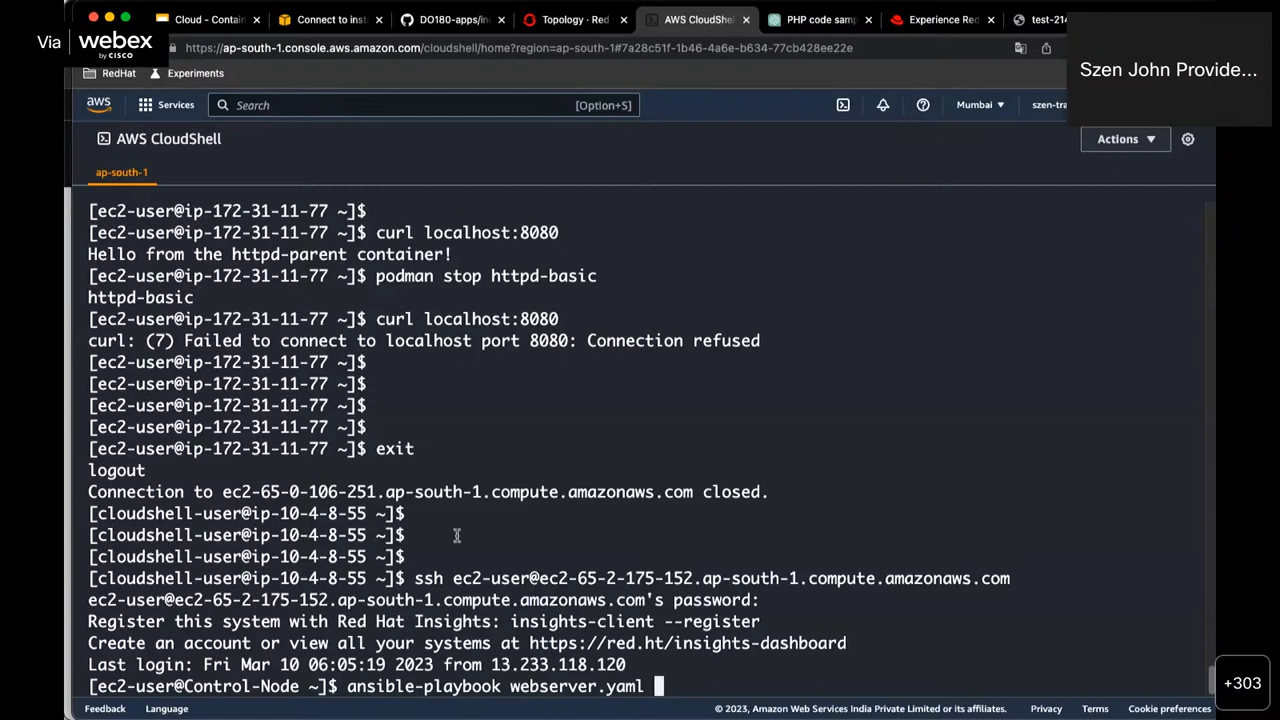 Via webex
by CISCO
Cloud - Contain
Connect to inst
DO180-apps/in
Topology · Red
AWS CloudShell
PHP code samp
Experience Red
test-214
https://ap-south-1.console.aws.amazon.com/cloudshell/home?region=ap-south-1#7a28c51f-1b46-4a6e-b634-77cb428ee22e
Szen John Provide...
RedHat Experiments
aws Services Search [Option+S] Mumbai ▼ szen-tra
AWS CloudShell Actions ▼
ap-south-1
[ec2-user@ip-172-31-11-77 ~]$
[ec2-user@ip-172-31-11-77 ~]$ curl localhost:8080
Hello from the httpd-parent container!
[ec2-user@ip-172-31-11-77 ~]$ podman stop httpd-basic
httpd-basic
[ec2-user@ip-172-31-11-77 ~]$ curl localhost:8080
curl: (7) Failed to connect to localhost port 8080: Connection refused
[ec2-user@ip-172-31-11-77 ~]$
[ec2-user@ip-172-31-11-77 ~]$
[ec2-user@ip-172-31-11-77 ~]$
[ec2-user@ip-172-31-11-77 ~]$
[ec2-user@ip-172-31-11-77 ~]$ exit
logout
Connection to ec2-65-0-106-251.ap-south-1.compute.amazonaws.com closed.
[cloudshell-user@ip-10-4-8-55 ~]$
[cloudshell-user@ip-10-4-8-55 ~]$
[cloudshell-user@ip-10-4-8-55 ~]$
[cloudshell-user@ip-10-4-8-55 ~]$ ssh ec2-user@ec2-65-2-175-152.ap-south-1.compute.amazonaws.com
ec2-user@ec2-65-2-175-152.ap-south-1.compute.amazonaws.com's password:
Register this system with Red Hat Insights: insights-client --register
Create an account or view all your systems at https://red.ht/insights-dashboard
Last login: Fri Mar 10 06:05:19 2023 from 13.233.118.120
[ec2-user@Control-Node ~]$ ansible-playbook webserver.yaml
+303
Feedback Language © 2023, Amazon Web Services India Private Limited or its affiliates. Privacy Terms Cookie preferences